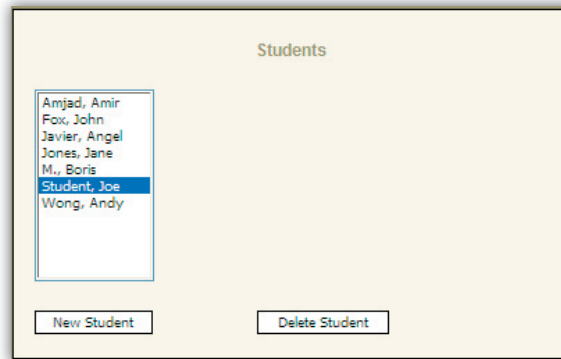 Students
Amjad, Amir
Fox, John
Javier, Angel
Jones, Jane
M., Boris
Student, Joe
Wong, Andy
New Student
Delete Student